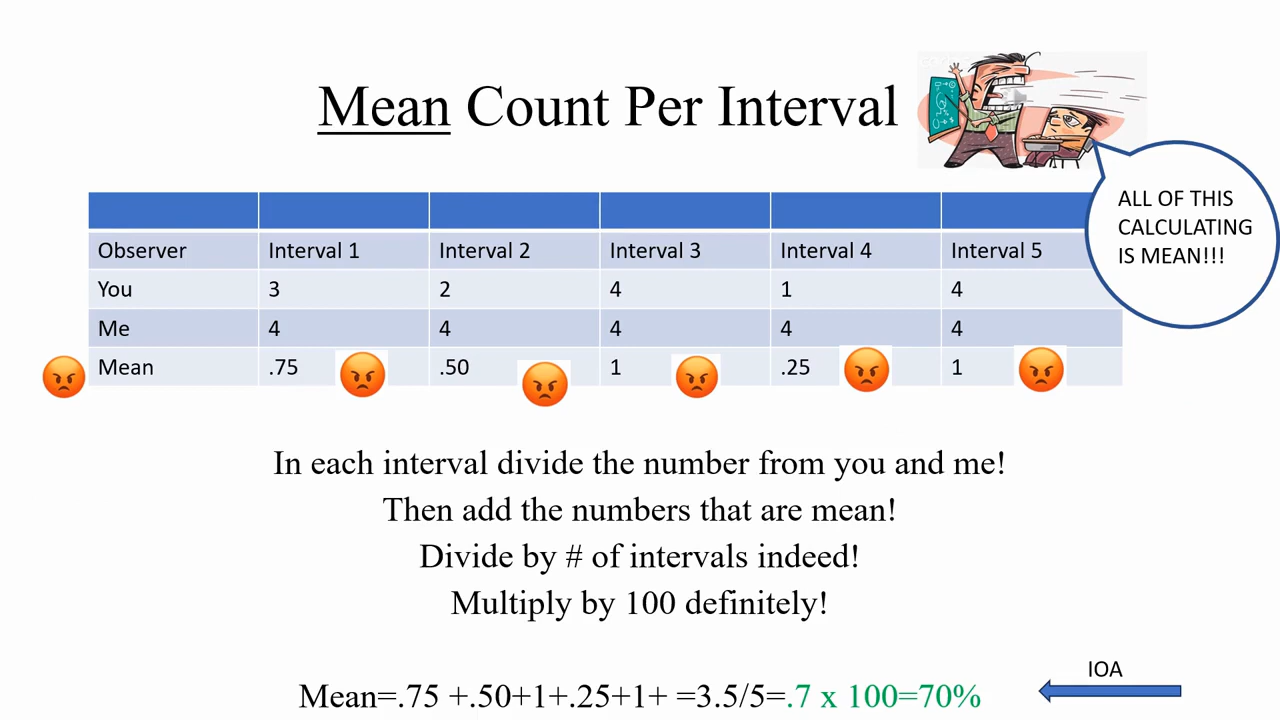 Mean Count Per Interval
ALL OF THIS
CALCULATING
IS MEAN!!!
Observer Interval 1 Interval 2 Interval 3 Interval 4 Interval 5
You 3 2 4 1 4
Me 4 4 4 4 4
Mean .75 .50 1 .25 1
In each interval divide the number from you and me!
Then add the numbers that are mean!
Divide by # of intervals indeed!
Multiply by 100 definitely!
IOA
Mean=.75 +.50+1+.25+1+ =3.5/5=.7 x 100=70%